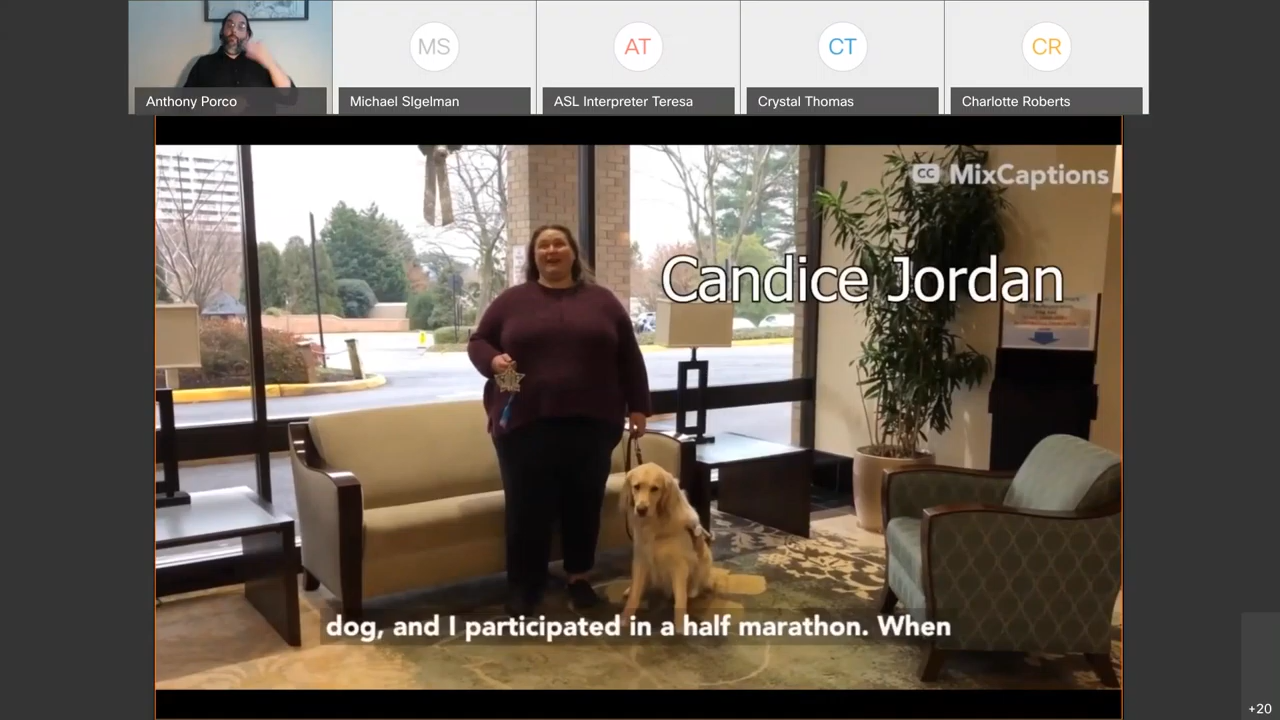 MS
AT
CT
CR
Anthony Porco
Michael SIgelman
ASL Interpreter Teresa
Crystal Thomas
Charlotte Roberts
CC MixCaptions
Candice Jordan
dog, and I participated in a half marathon. When
+20